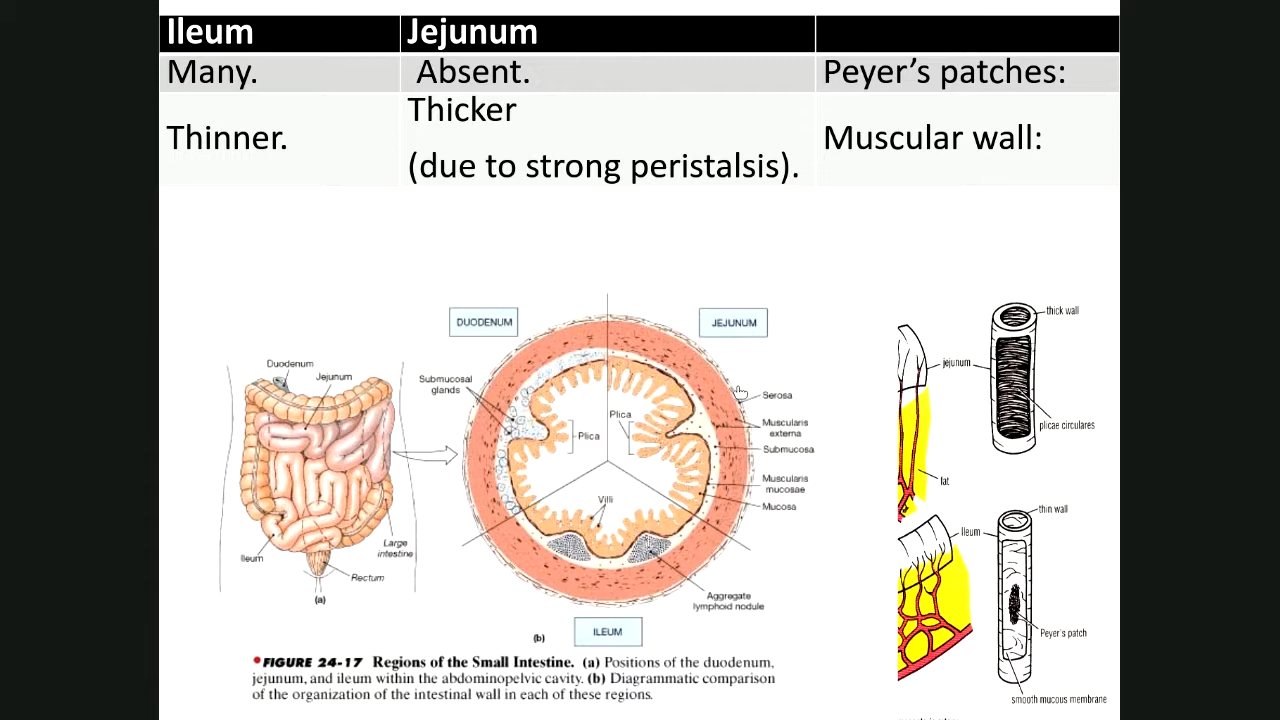 Ileum Jejunum
Many. Absent. Peyer’s patches:
Thicker
Thinner. Muscular wall:
(due to strong peristalsis).
DUODENUM
JEJUNUM
Submucosal
glands
Plica
Plica
Villi
Serosa
Muscularis
externa
Submucosa
Muscularis
mucosae
Mucosa
Aggregate
lymphoid nodule
ILEUM
(b)
Duodenum
Jejunum
Ileum
Large
intestine
Rectum
(a)
thick wall
jejunum
plicae circulares
fat
thin wall
Ileum
Peyer's patch
smooth mucous membrane
•FIGURE 24-17 Regions of the Small Intestine. (a) Positions of the duodenum,
jejunum, and ileum within the abdominopelvic cavity. (b) Diagrammatic comparison
of the organization of the intestinal wall in each of these regions.